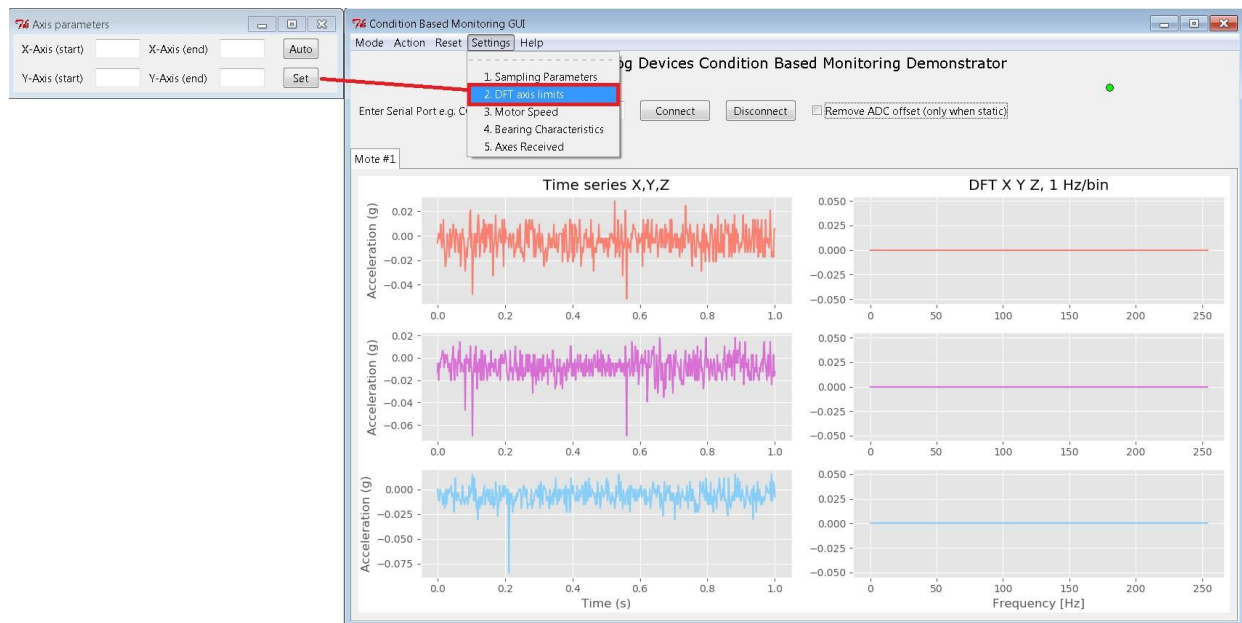 Axis parameters
X-Axis (start) X-Axis (end) Auto
Y-Axis (start) Y-Axis (end) Set
Condition Based Monitoring GUI
Mode Action Reset Settings Help
og Devices Condition Based Monitoring Demonstrator
1. Sampling Parameters
2. DFT axis limits
3. Motor Speed
4. Bearing Characteristics
5. Axes Received
Enter Serial Port e.g. C Connect Disconnect Remove ADC offset (only when static)
Mote #1
Time series X,Y,Z
Acceleration (g)
0.02
0.00
−0.02
−0.04
0.0 0.2 0.4 0.6 0.8 1.0
Acceleration (g)
0.02
0.00
−0.02
−0.04
−0.06
0.0 0.2 0.4 0.6 0.8 1.0
Acceleration (g)
0.000
−0.025
−0.050
−0.075
0.0 0.2 0.4 0.6 0.8 1.0
Time (s)
DFT X Y Z, 1 Hz/bin
0.050
0.025
0.000
−0.025
−0.050
0 50 100 150 200 250
0.050
0.025
0.000
−0.025
−0.050
0 50 100 150 200 250
0.050
0.025
0.000
−0.025
−0.050
0 50 100 150 200 250
Frequency [Hz]